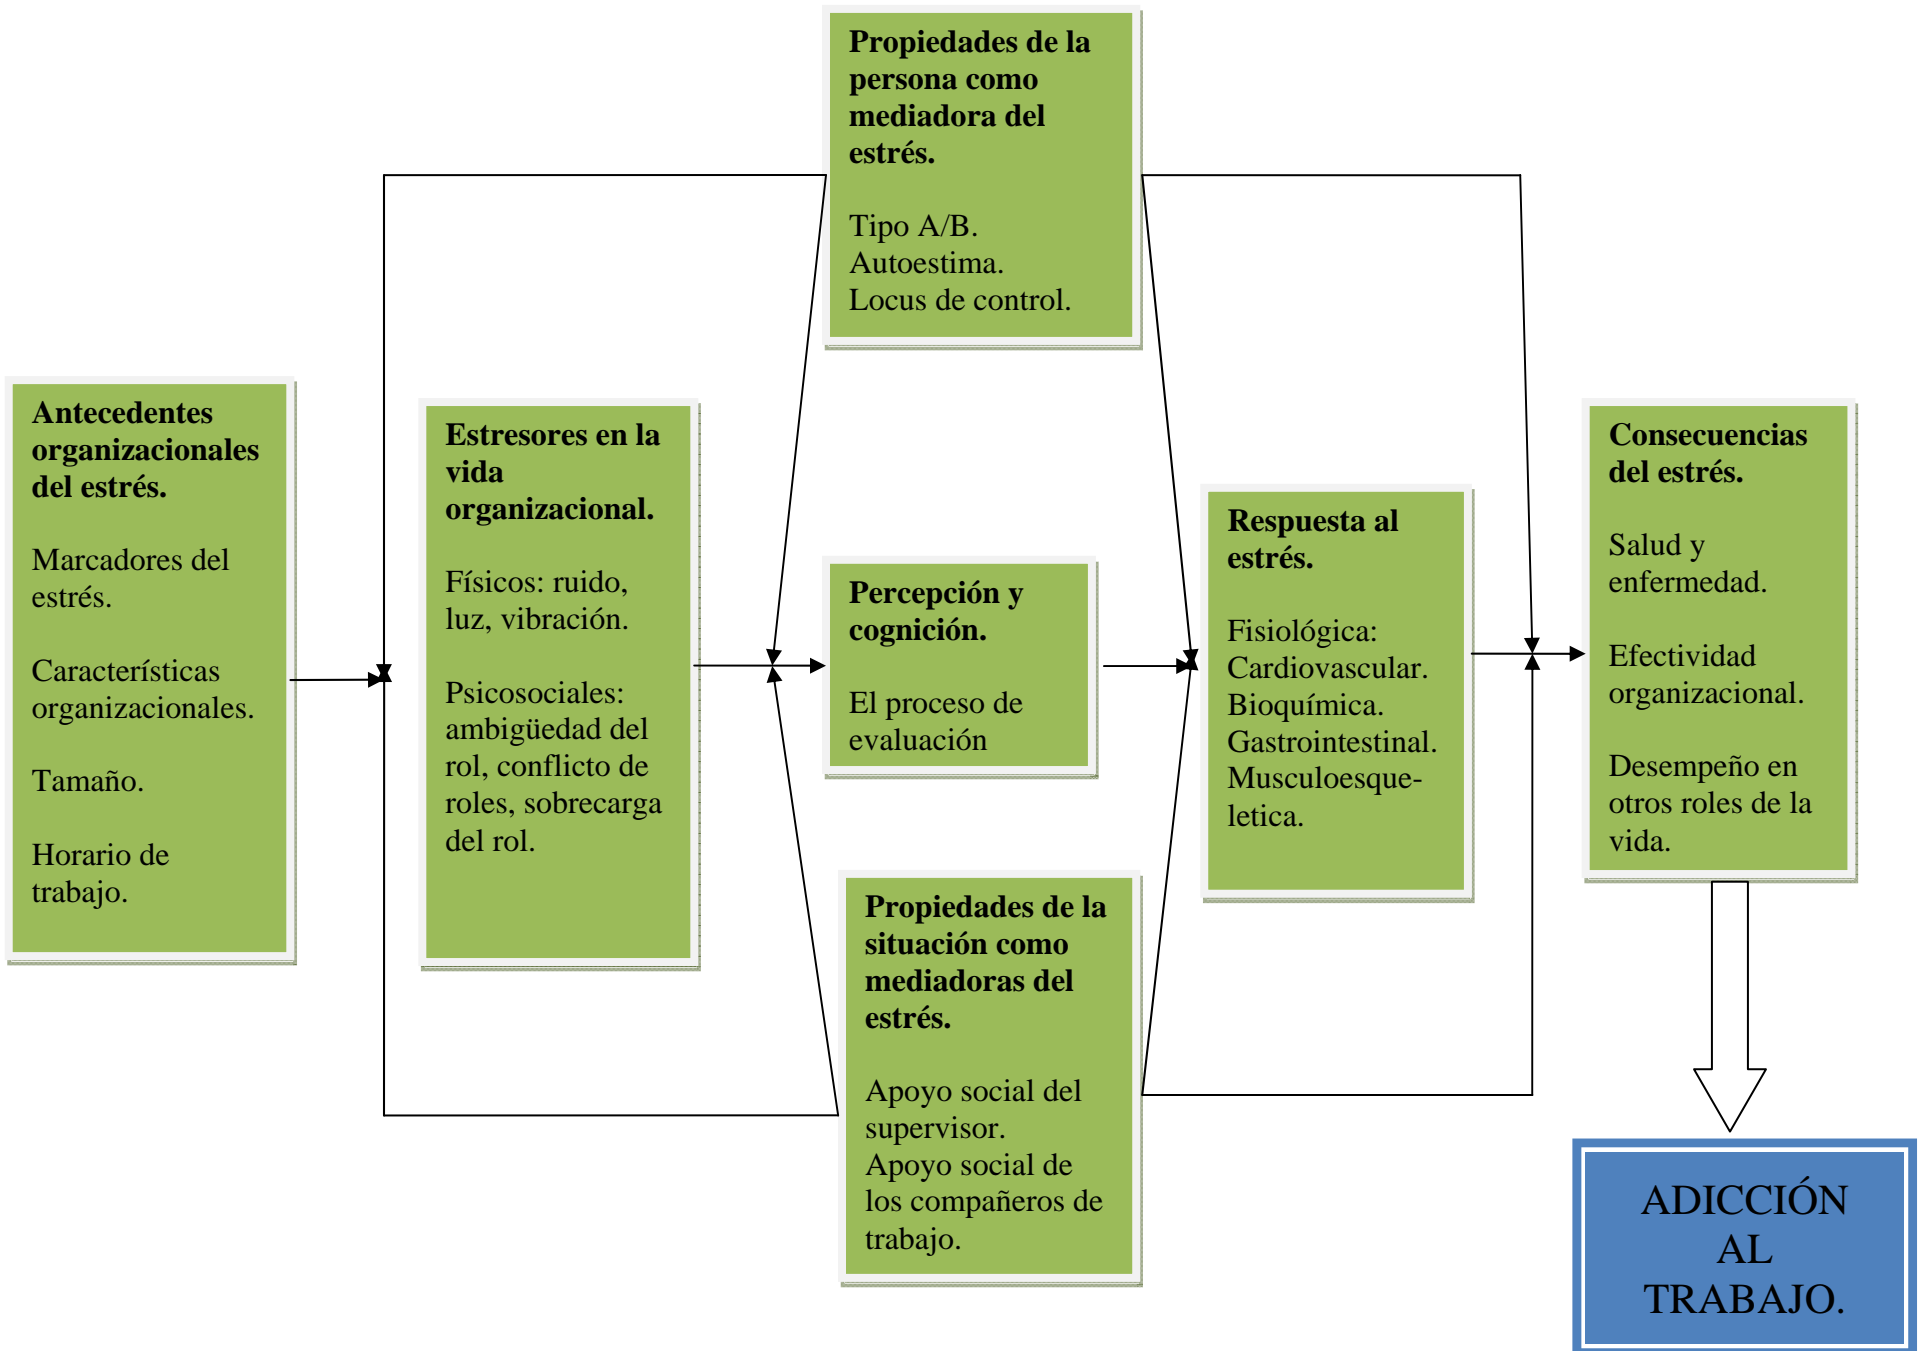 Propiedades de la
persona como
mediadora del
estrés.
Tipo A/B.
Autoestima.
Locus de control.
Antecedentes
organizacionales
del estrés.
Marcadores del
estrés.
Características
organizacionales.
Tamaño.
Horario de
trabajo.
Estresores en la
vida
organizacional.
Físicos: ruido,
luz, vibración.
Psicosociales:
ambigüedad del
rol, conflicto de
roles, sobrecarga
del rol.
Percepción y
cognición.
El proceso de
evaluación
Respuesta al
estrés.
Fisiológica:
Cardiovascular.
Bioquímica.
Gastrointestinal.
Musculoesque-
letica.
Consecuencias
del estrés.
Salud y
enfermedad.
Efectividad
organizacional.
Desempeño en
otros roles de la
vida.
Propiedades de la
situación como
mediadoras del
estrés.
Apoyo social del
supervisor.
Apoyo social de
los compañeros de
trabajo.
ADICCIÓN
AL
TRABAJO.